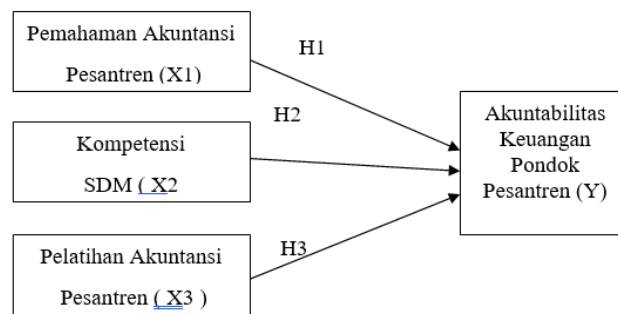 Pemahaman Akuntansi
Pesantren (X1)
H1
H2
Kompetensi
SDM ( X2
H3
Pelatihan Akuntansi
Pesantren ( X3 )
Akuntabilitas
Keuangan
Pondok
Pesantren (Y)